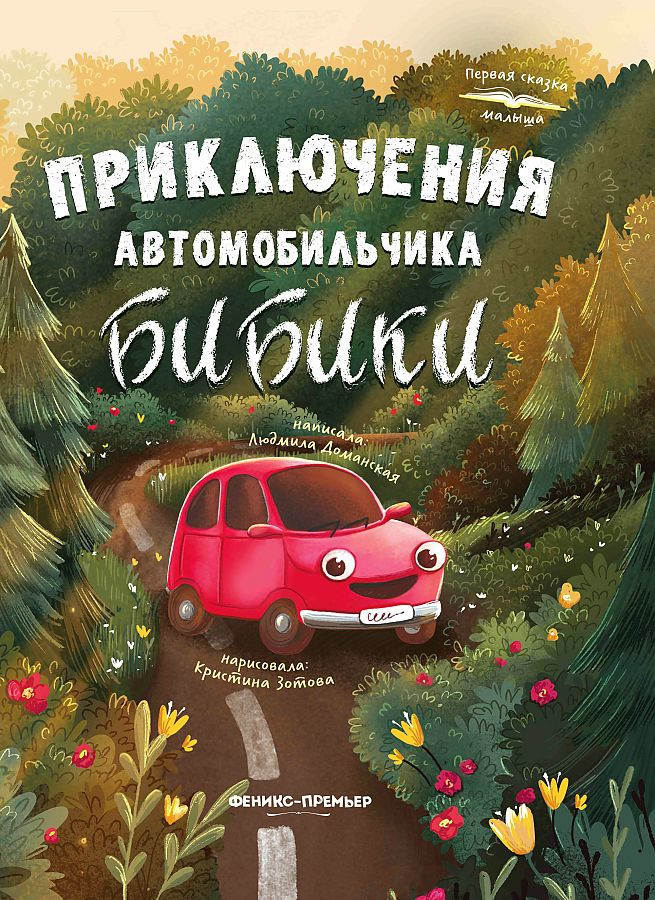 Первая сказка
малыша
ПРИКЛЮЧЕНИЯ
АВТОМОБИЛЬЧИКА
БИБИКИ
написала:
Людмила Доманская
нарисовала:
Кристина Зотова
ФЕНИКС-ПРЕМЬЕР